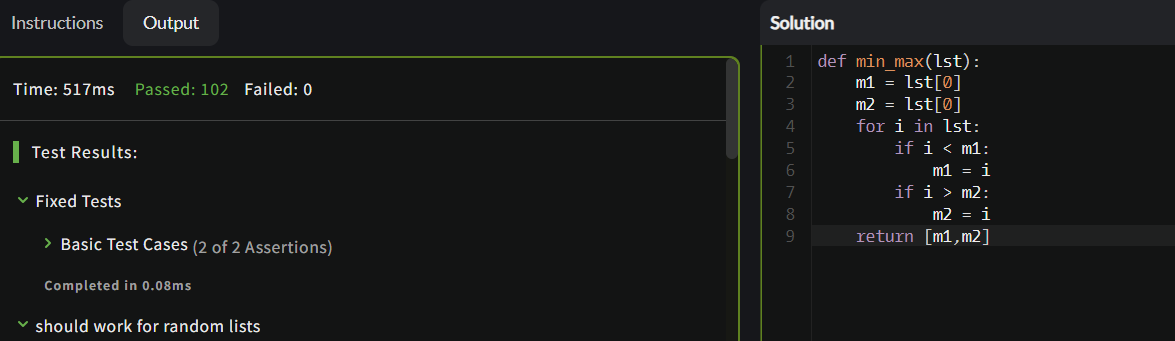 Instructions
Output
Time: 517ms Passed: 102 Failed: 0
Test Results:
Fixed Tests
Basic Test Cases (2 of 2 Assertions)
Completed in 0.08ms
should work for random lists
Solution
1 def min_max(lst):
2     m1 = lst[0]
3     m2 = lst[0]
4     for i in lst:
5         if i < m1:
6             m1 = i
7         if i > m2:
8             m2 = i
9     return [m1,m2]